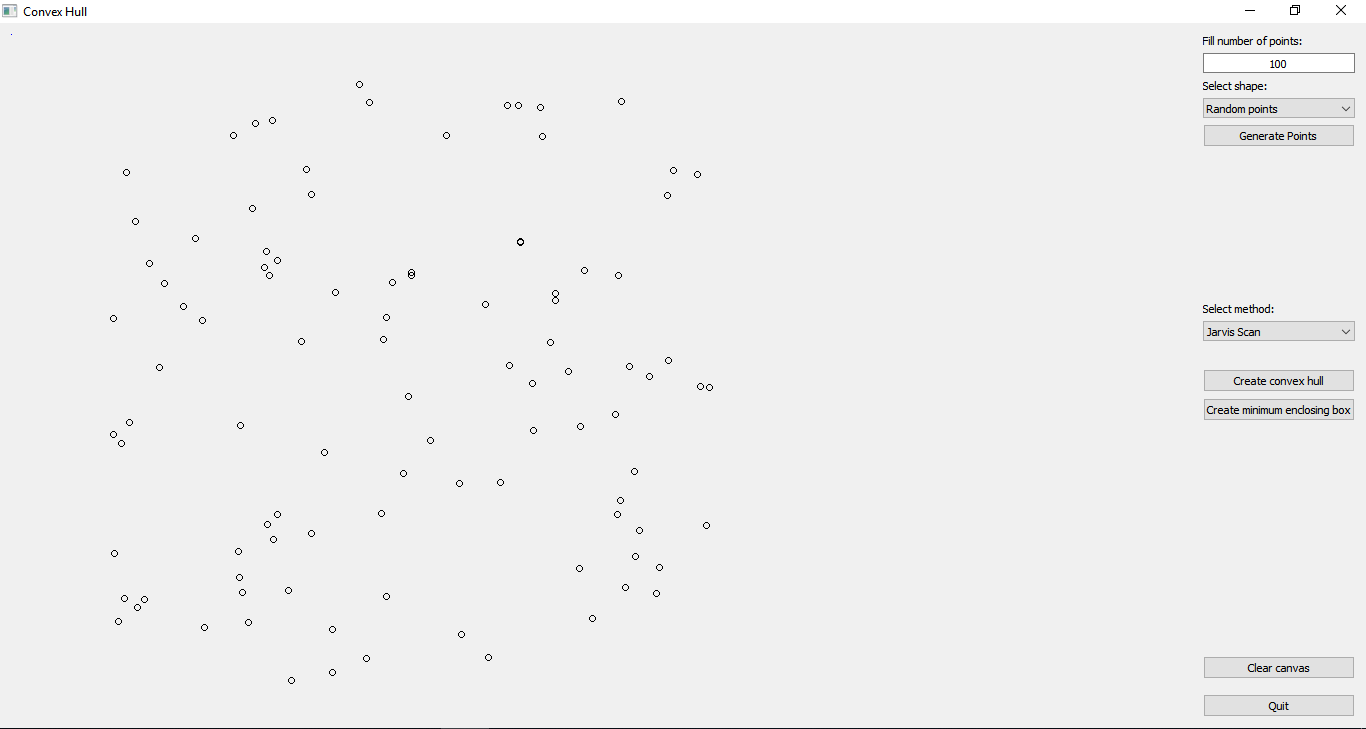 Convex Hull
Fill number of points:
100
Select shape:
Random points
Generate Points
Select method:
Jarvis Scan
Create convex hull
Create minimum enclosing box
Clear canvas
Quit